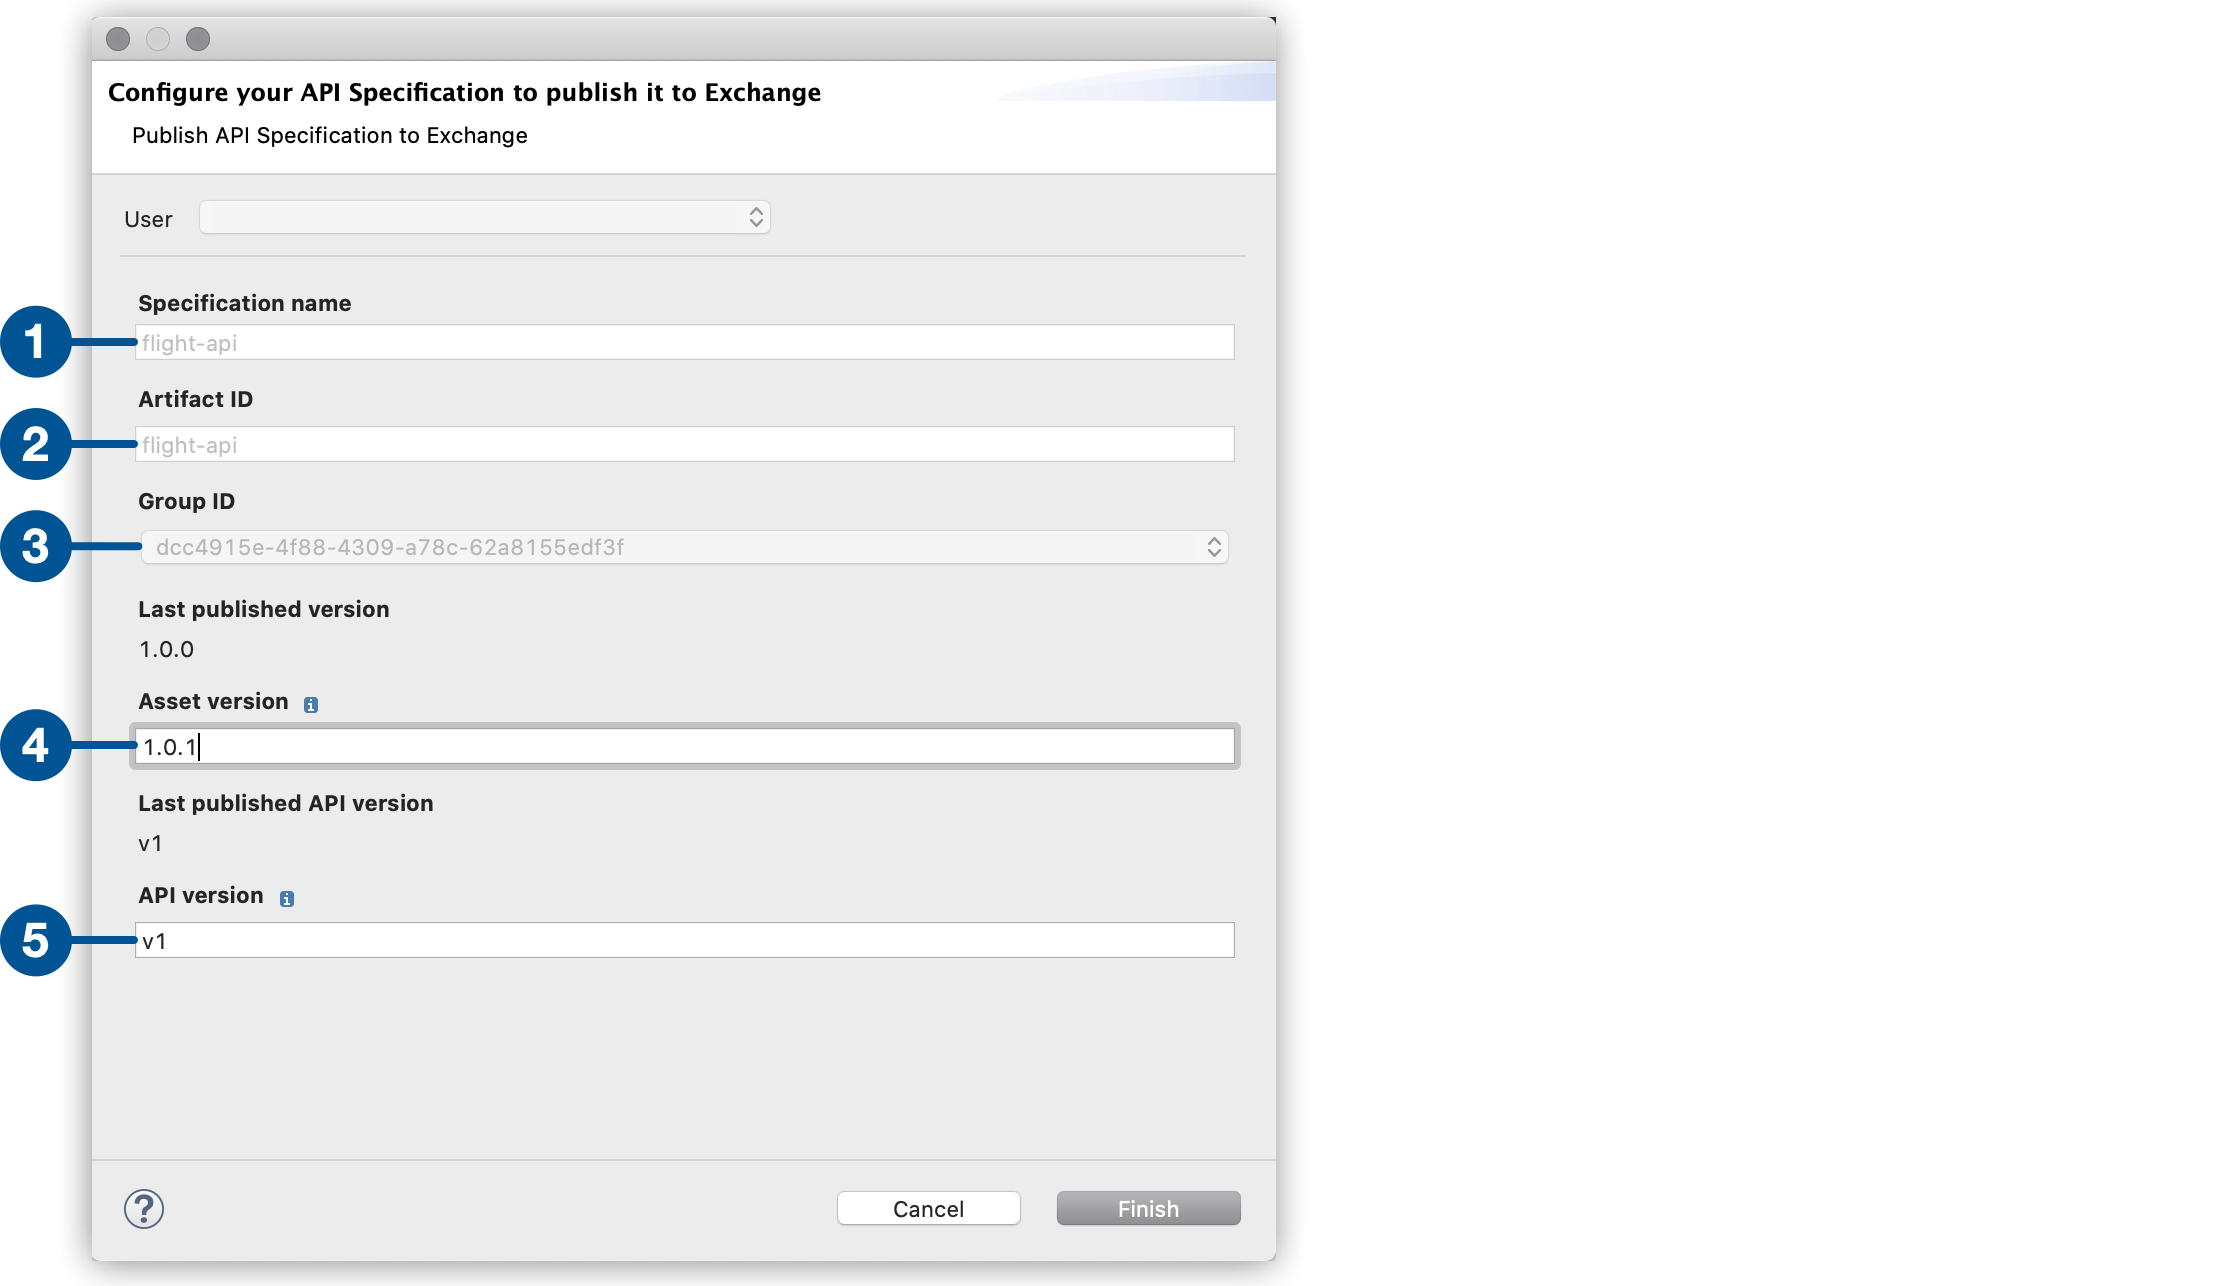 Configure your API Specification to publish it to Exchange
Publish API Specification to Exchange
User
Specification name
1 flight-api
Artifact ID
2 flight-api
Group ID
3 dcc4915e-4f88-4309-a78c-62a8155edf3f
Last published version
1.0.0
Asset version i
4 1.0.1
Last published API version
v1
API version i
5 v1
? Cancel Finish